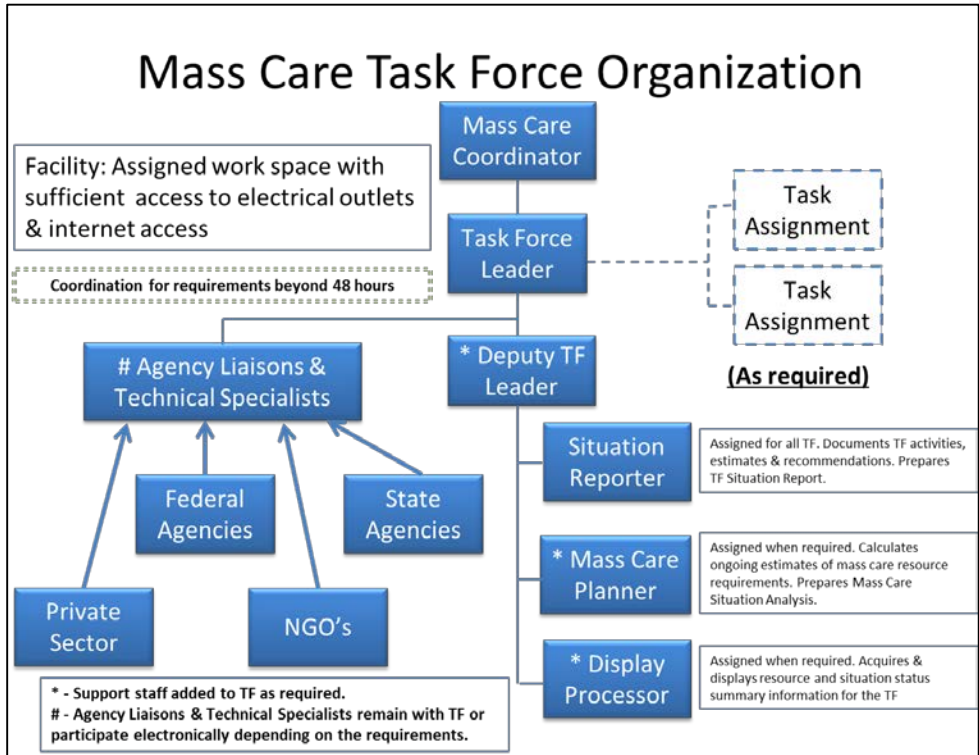 Mass Care Task Force Organization
Mass Care
Coordinator
Facility: Assigned work space with
sufficient access to electrical outlets
& internet access
Task
Assignment
Task Force
Leader
Coordination for requirements beyond 48 hours
Task
Assignment
(As required)
# Agency Liaisons &
Technical Specialists
* Deputy TF
Leader
Situation
Reporter
Assigned for all TF. Documents TF activities,
estimates & recommendations. Prepares
TF Situation Report.
Federal
Agencies
State
Agencies
* Mass Care
Planner
Assigned when required. Calculates
ongoing estimates of mass care resource
requirements. Prepares Mass Care
Situation Analysis.
Private
Sector
NGO's
* Display
Processor
Assigned when required. Acquires &
displays resource and situation status
summary information for the TF
* - Support staff added to TF as required.
# - Agency Liaisons & Technical Specialists remain with TF or
participate electronically depending on the requirements.